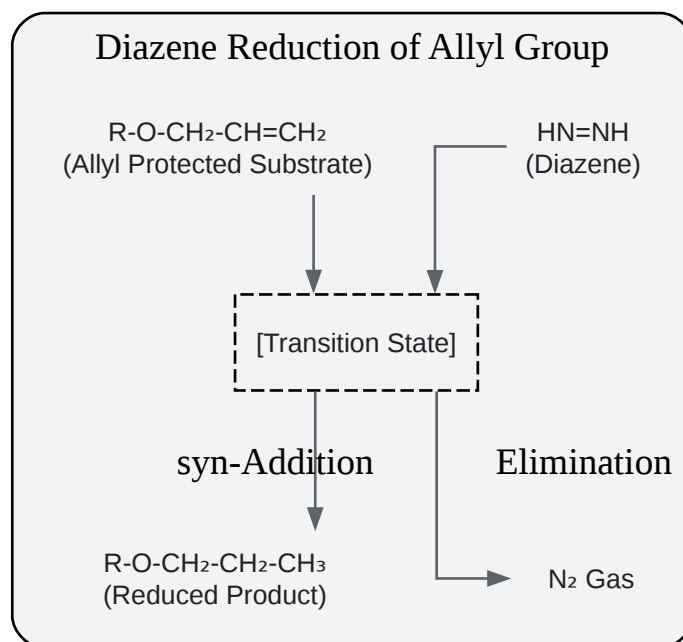 Diazene Reduction of Allyl Group
R-O-CH₂-CH=CH₂
(Allyl Protected Substrate)
HN=NH
(Diazene)
[Transition State]
syn-Addition
Elimination
R-O-CH₂-CH₂-CH₃
(Reduced Product)
N₂ Gas